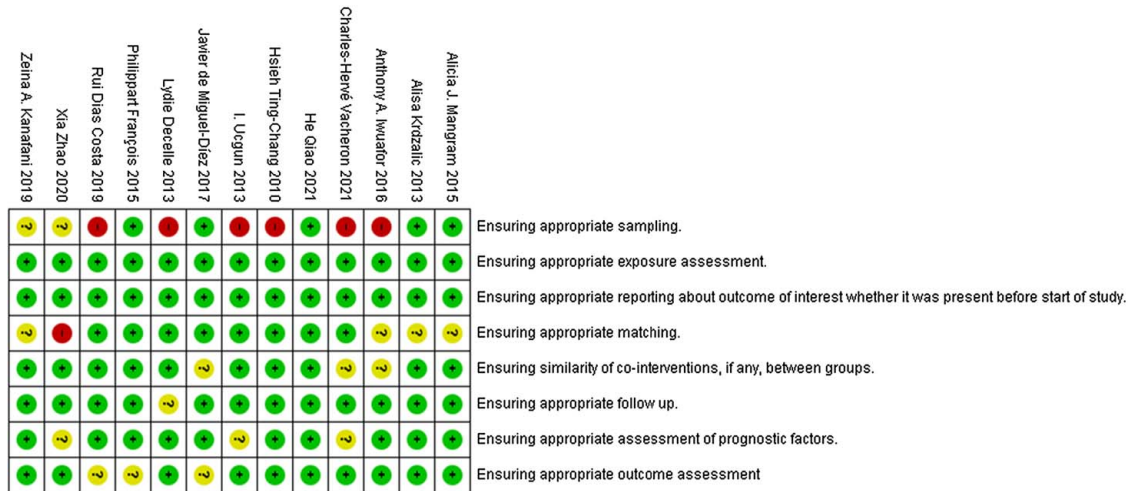 Zeina A. Kanafani 2019
Xia Zhao 2020
Rui Dias Costa 2019
Philippart François 2015
Lydie Decelle 2013
Javier de Miguel-Díez 2017
I. Ucgun 2013
Hsieh Ting-Chang 2010
He Qiao 2021
Charles-Hervé Vacheron 2021
Anthony A. Iwuafor 2016
Alisa Krdzalic 2013
Alicia J. Mangram 2015
? ? – + – + – – + – – + + Ensuring appropriate sampling.
+ + + + + + + + + + + + + Ensuring appropriate exposure assessment.
+ + + + + + + + + + + + + Ensuring appropriate reporting about outcome of interest whether it was present before start of study.
? – + + + + + + + + ? ? ? Ensuring appropriate matching.
+ + + + + ? + + + ? ? + + Ensuring similarity of co-interventions, if any, between groups.
+ + + + ? + + + + + + + + Ensuring appropriate follow up.
+ ? + + + + ? + + ? + + + Ensuring appropriate assessment of prognostic factors.
+ + ? ? + ? + + + + + + + Ensuring appropriate outcome assessment